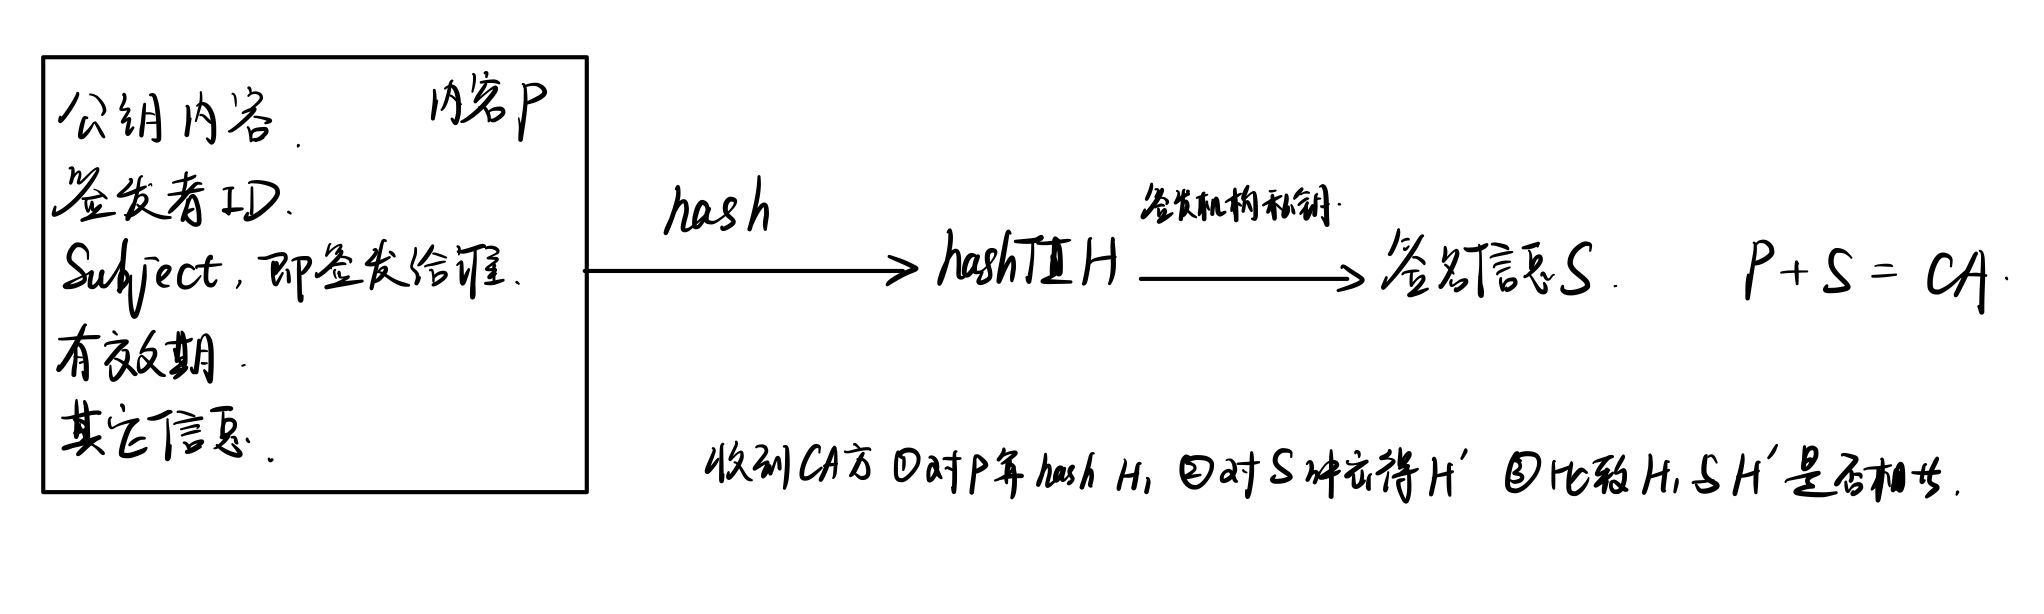 内容P
公钥内容.
签发者ID.
Subject, 即签发给谁.
有效期.
其它信息.
hash
hash值H
签发机构私钥.
签名信息S.
P+S = CA.
收到CA方 ①对P再hash H₁ ②对S 得H' ③比较H₁与H'是否相等.